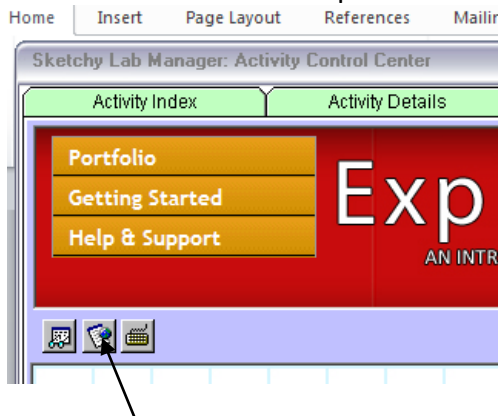 Home Insert Page Layout References Mailin
Sketchy Lab Manager: Activity Control Center
Activity Index Activity Details
Portfolio
Getting Started
Help & Support
Exp
AN INTR